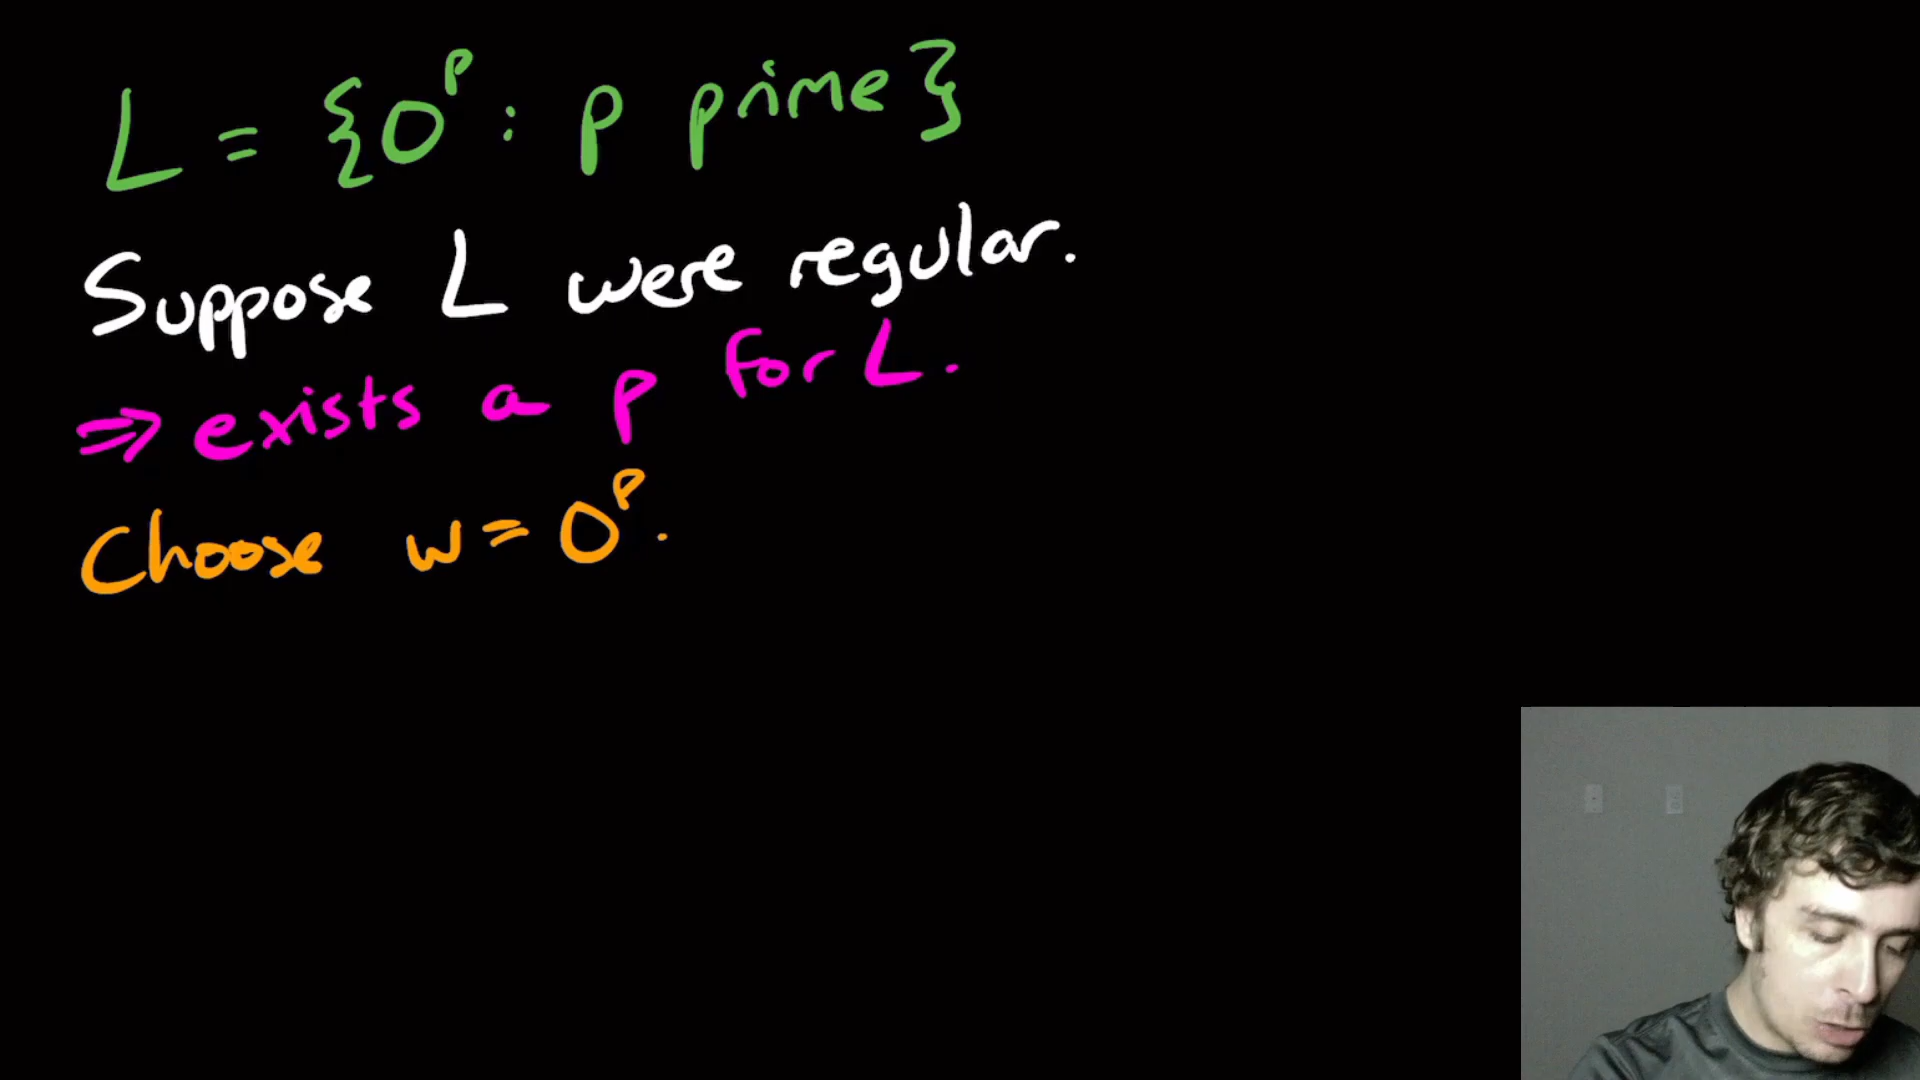 L = {0^p : p prime}
Suppose L were regular.
⇒ exists a p for L.
Choose w = 0^p.